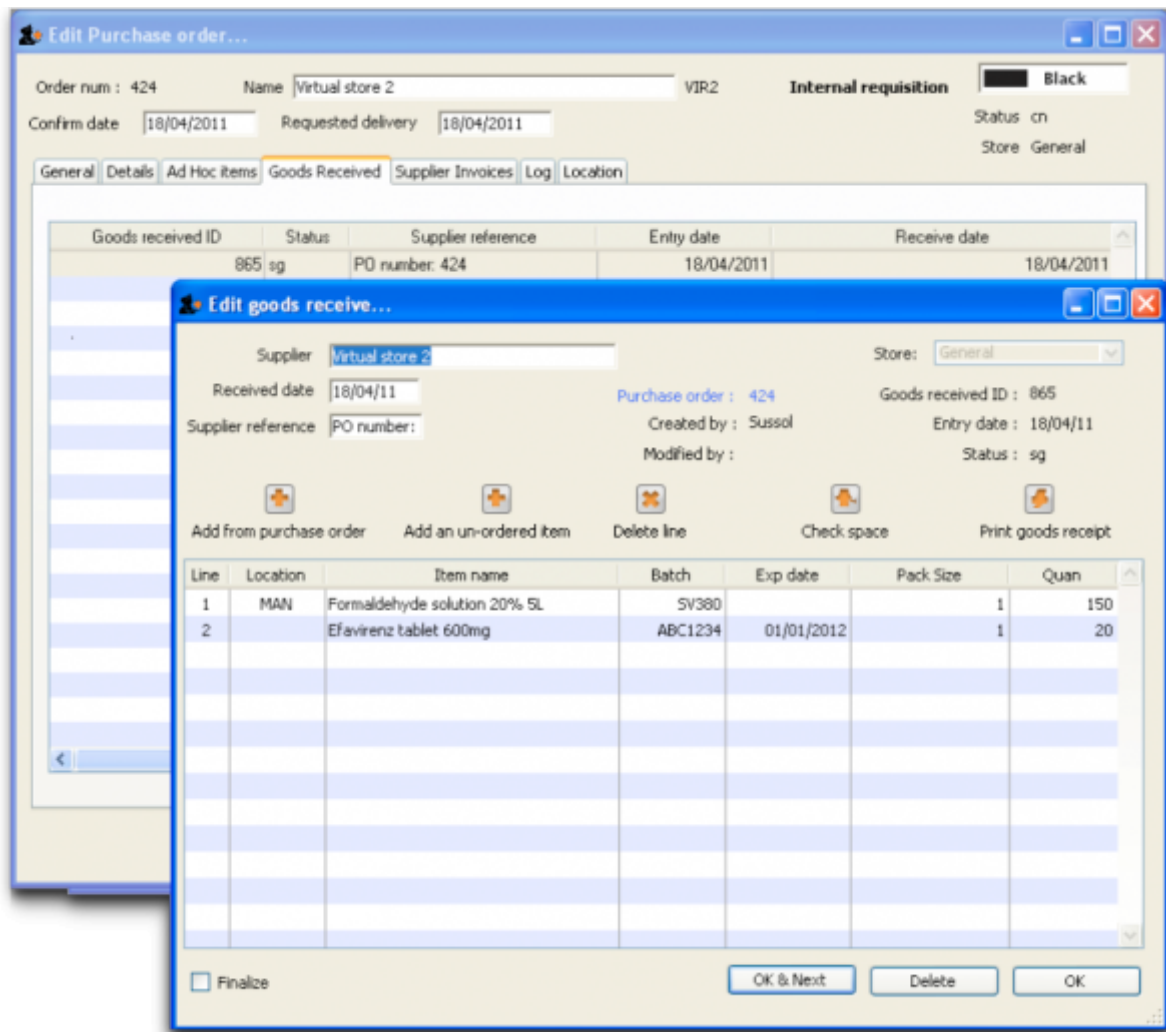 Edit Purchase order...
Order num : 424 Name Virtual store 2 VIR2 Internal requisition Black
Confirm date 18/04/2011 Requested delivery 18/04/2011 Status cn
Store General
General Details Ad Hoc items Goods Received Supplier Invoices Log Location
Goods received ID Status Supplier reference Entry date Receive date
865 sg PO number: 424 18/04/2011 18/04/2011
Edit goods receive...
Supplier Virtual store 2 Store: General
Received date 18/04/11 Purchase order : 424 Goods received ID : 865
Supplier reference PO number: Created by : Sussol Entry date : 18/04/11
Modified by : Status : sg
Add from purchase order Add an un-ordered item Delete line Check space Print goods receipt
Line Location Item name Batch Exp date Pack Size Quan
1 MAN Formaldehyde solution 20% 5L SV380 1 150
2 Efavirenz tablet 600mg ABC1234 01/01/2012 1 20
Finalize OK & Next Delete OK